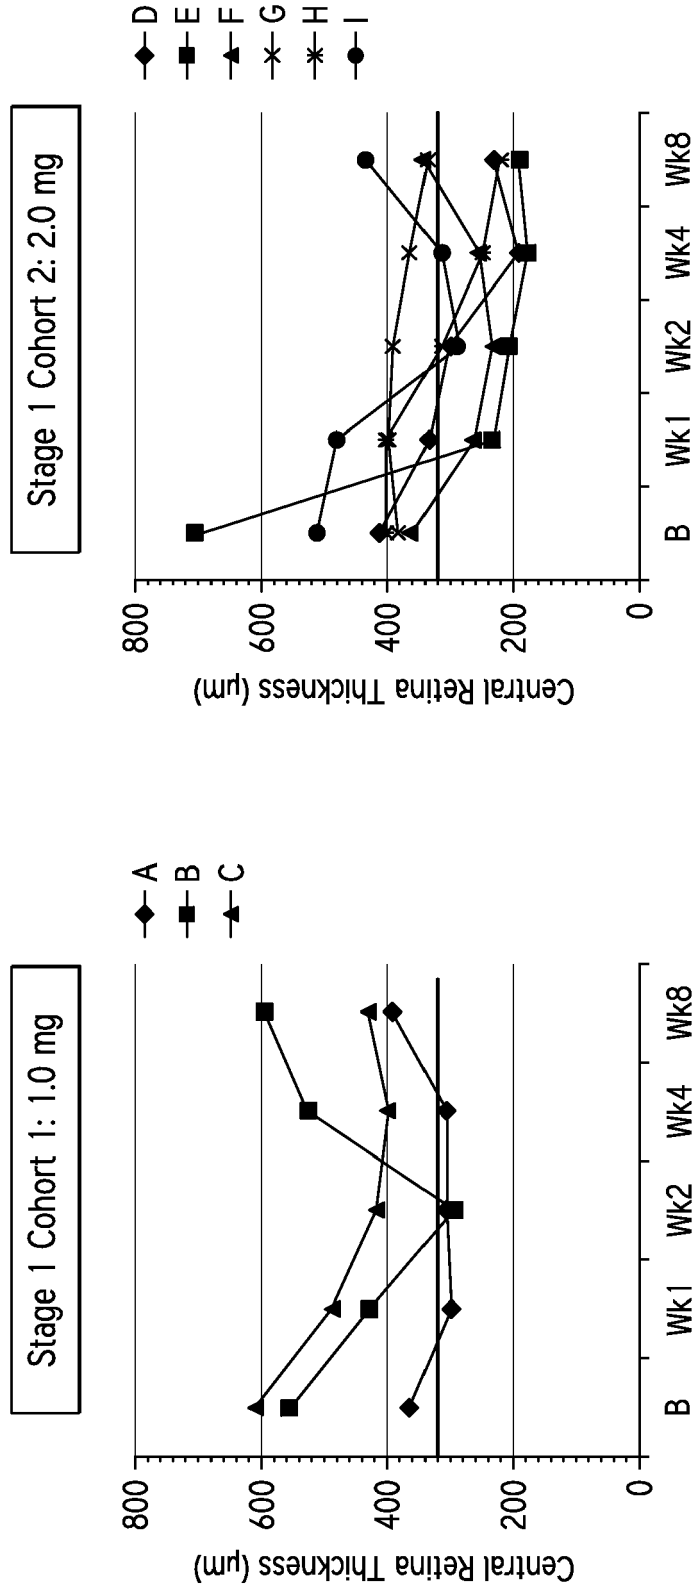 Stage 1 Cohort 1: 1.0 mg
A
B
C
Central Retina Thickness (μm)
800
600
400
200
0
B Wk1 Wk2 Wk4 Wk8
Stage 1 Cohort 2: 2.0 mg
D
E
F
G
H
I
Central Retina Thickness (μm)
800
600
400
200
0
B Wk1 Wk2 Wk4 Wk8